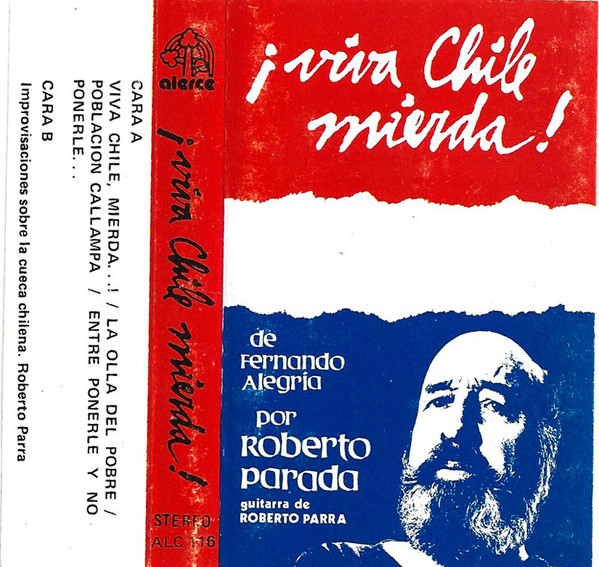 CARA A
VIVA CHILE, MIERDA. . .! / LA OLLA DEL POBRE /
POBLACION CALLAMPA / ENTRE PONERLE Y NO
PONERLE. . .
CARA B
Improvisaciones sobre la cueca chilena. Roberto Parra
alerce
¡viva Chile mierda!
STEREO
ALC 116
¡viva Chile
mierda!
de
Fernando
Alegria
por
Roberto
Parada
guitarra de
ROBERTO PARRA